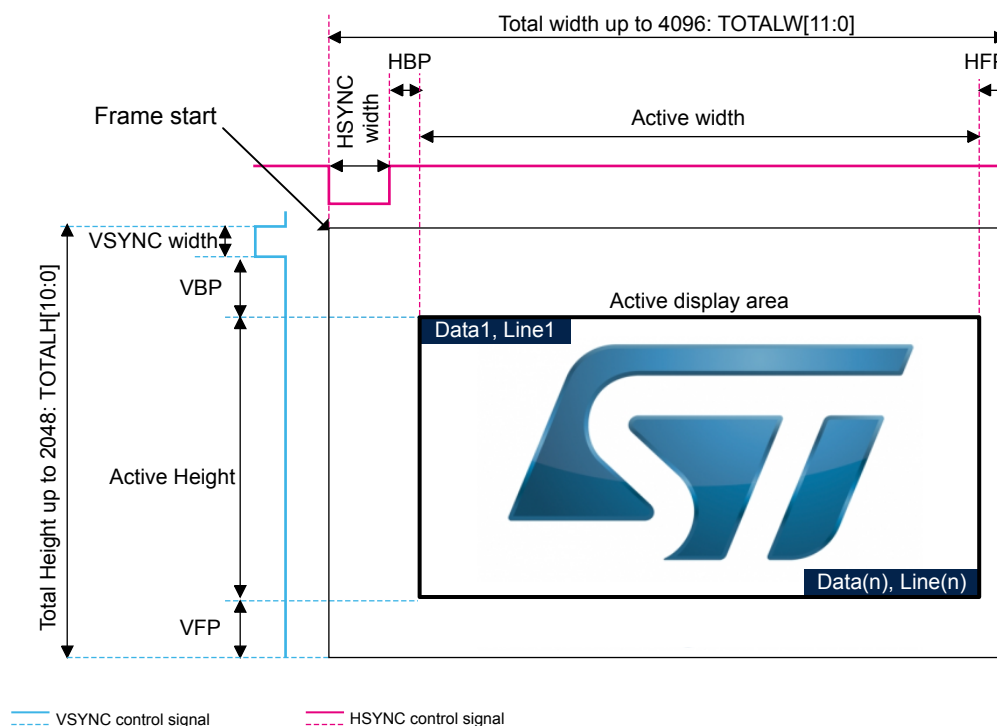 Total width up to 4096: TOTALW[11:0]
HBP
HFP
HSYNC
width
Active width
Frame start
VSYNC width
VBP
Active display area
Data1, Line1
Total Height up to 2048: TOTALH[10:0]
Active Height
Data(n), Line(n)
VFP
VSYNC control signal
HSYNC control signal